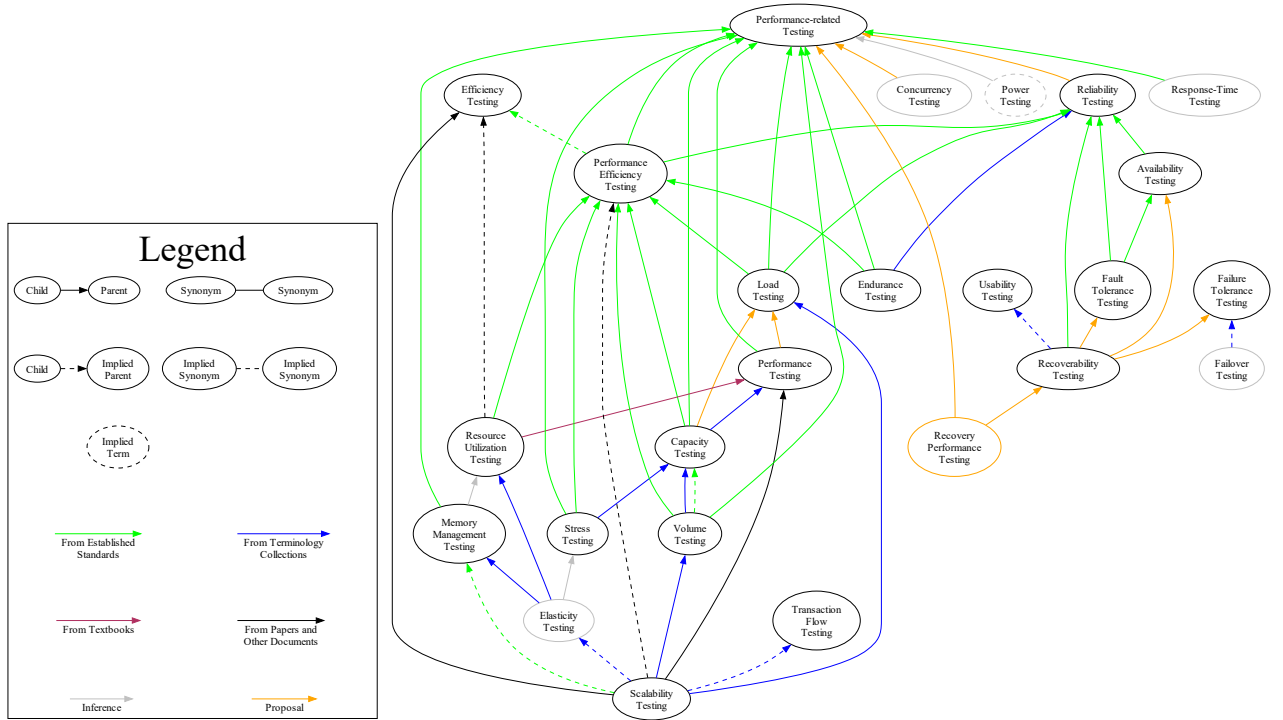 Performance-related
Testing
Efficiency
Testing
Concurrency
Testing
Power
Testing
Reliability
Testing
Response-Time
Testing
Performance
Efficiency
Testing
Availability
Testing
Legend
Child
Parent
Synonym
Synonym
Load
Testing
Endurance
Testing
Usability
Testing
Fault
Tolerance
Testing
Failure
Tolerance
Testing
Child
Implied
Parent
Implied
Synonym
Implied
Synonym
Performance
Testing
Recoverability
Testing
Failover
Testing
Implied
Term
Resource
Utilization
Testing
Capacity
Testing
Recovery
Performance
Testing
From Established
Standards
From Terminology
Collections
Memory
Management
Testing
Stress
Testing
Volume
Testing
From Textbooks
From Papers and
Other Documents
Elasticity
Testing
Transaction
Flow
Testing
Inference
Proposal
Scalability
Testing